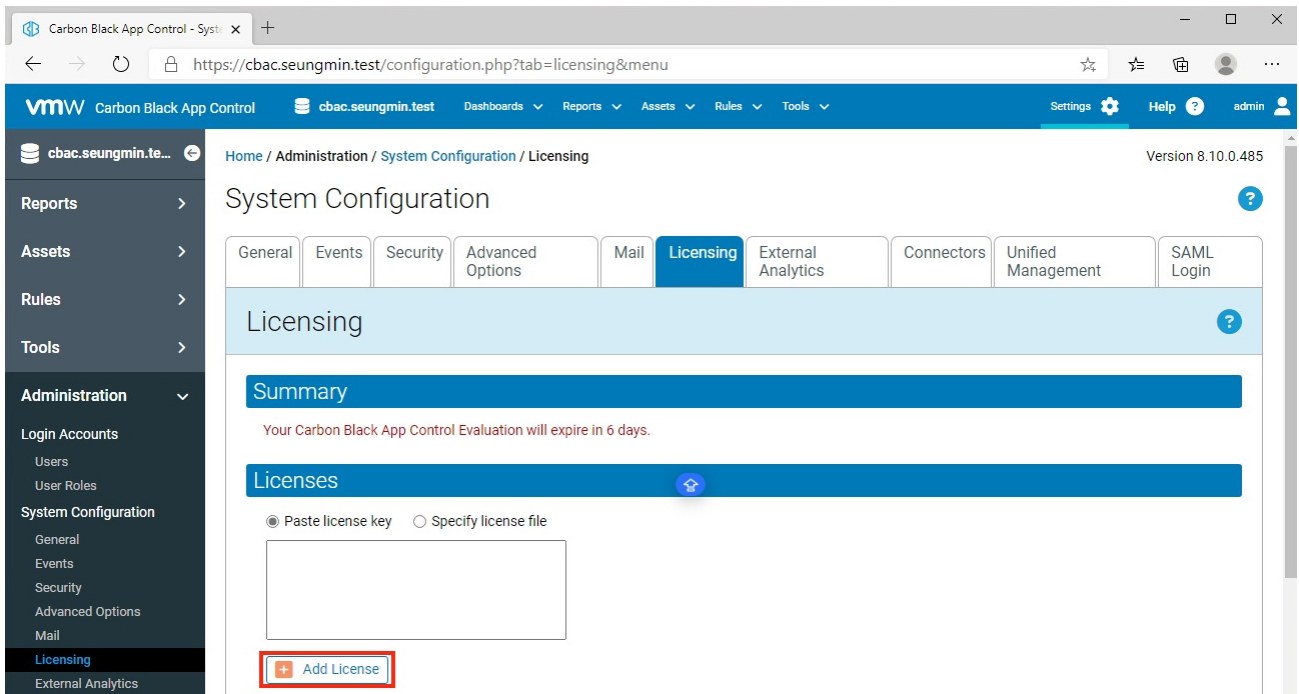 Carbon Black App Control - Syste
https://cbac.seungmin.test/configuration.php?tab=licensing&menu
vmw Carbon Black App Control cbac.seungmin.test Dashboards Reports Assets Rules Tools Settings Help ? admin
cbac.seungmin.te...
Home / Administration / System Configuration / Licensing Version 8.10.0.485
Reports
System Configuration ?
Assets
General Events Security Advanced Options Mail Licensing External Analytics Connectors Unified Management SAML Login
Rules
Licensing ?
Tools
Summary
Administration
Your Carbon Black App Control Evaluation will expire in 6 days.
Login Accounts
Users
Licenses
User Roles
System Configuration
Paste license key Specify license file
General
Events
Security
Advanced Options
Mail
Licensing
Add License
External Analytics